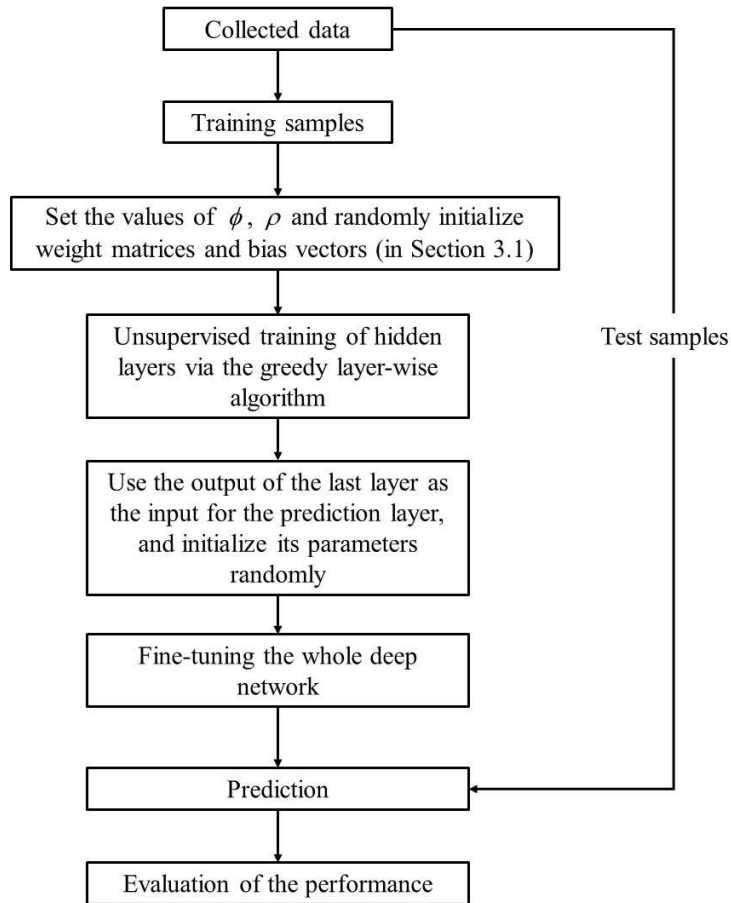 Collected data
Training samples
Set the values of ϕ, ρ and randomly initialize
weight matrices and bias vectors (in Section 3.1)
Unsupervised training of hidden
layers via the greedy layer-wise
algorithm
Test samples
Use the output of the last layer as
the input for the prediction layer,
and initialize its parameters
randomly
Fine-tuning the whole deep
network
Prediction
Evaluation of the performance